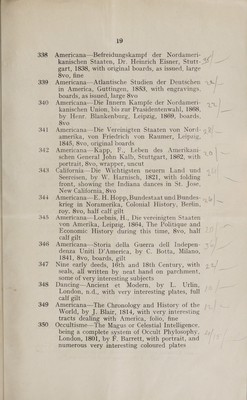 19
338 Americana—Befreidungskampf der Nordameri-
kanischen Staaten, Dr. Heinrich Eisner, Stutt-
gart, 1838, with original boards, as issued, large
8vo, fine
339 Americana—Atlantische Studien der Deutschen
in America, Guttingen, 1853, with engravings,
boards, as issued, large 8vo
340 Americana—Die Innern Kampfe der Nordameri-
kanischen Union, bis zur Presidentenwahl, 1868,
by Henr. Blankenburg, Leipzig, 1869, boards,
8vo
341 Americana—Die Vereinigten Staaten von Nord-
amerika, von Friedrich von Raumer, Leipzig,
1845, 8vo, original boards
342 Americana—Kapp, F., Leben des Amerikani-
schen General John Kalb, Stuttgart, 1862, with
portrait, 8vo, wrapper, uncut
343 California—Die Wichtigsten neuern Land und
Seereisen, by W. Harnisch, 1821, with folding
front, showing the Indians dances in St. Jose,
New California, 8vo
344 Americana—E. H. Hopp, Bundestaat und Bundes-
krieg in Noramerika, Colonial History, Berlin,
roy. 8vo, half calf gilt
345 Americana—Loehnis, H., Die vereinigten Staaten
von Amerika, Leipzig, 1864, The Politique and
Economic History during this time, 8vo, half
calf gilt
346 Americana—Storia della Guerra dell Indepen-
denta Uniti D'America, by C. Botta, Milano,
1841, 8vo, boards, gilt
347 Nine early deeds, 16th and 18th Century, with
seals, all written by neat hand on parchment,
some of very interesting subjects
348 Dancing—Ancient et Modern, by L. Urlin,
London, n.d., with very interesting plates, full
calf gilt
349 Americana—The Chronology and History of the
World, by J. Blair, 1814, with very interesting
tracts dealing with America, folio, fine
350 Occultismo—The Magus or Celestial Intelligence,
being a complete system of Occult Phylosophy,
London, 1801, by F. Barrett, with portrait, and
numerous very interesting coloured plates